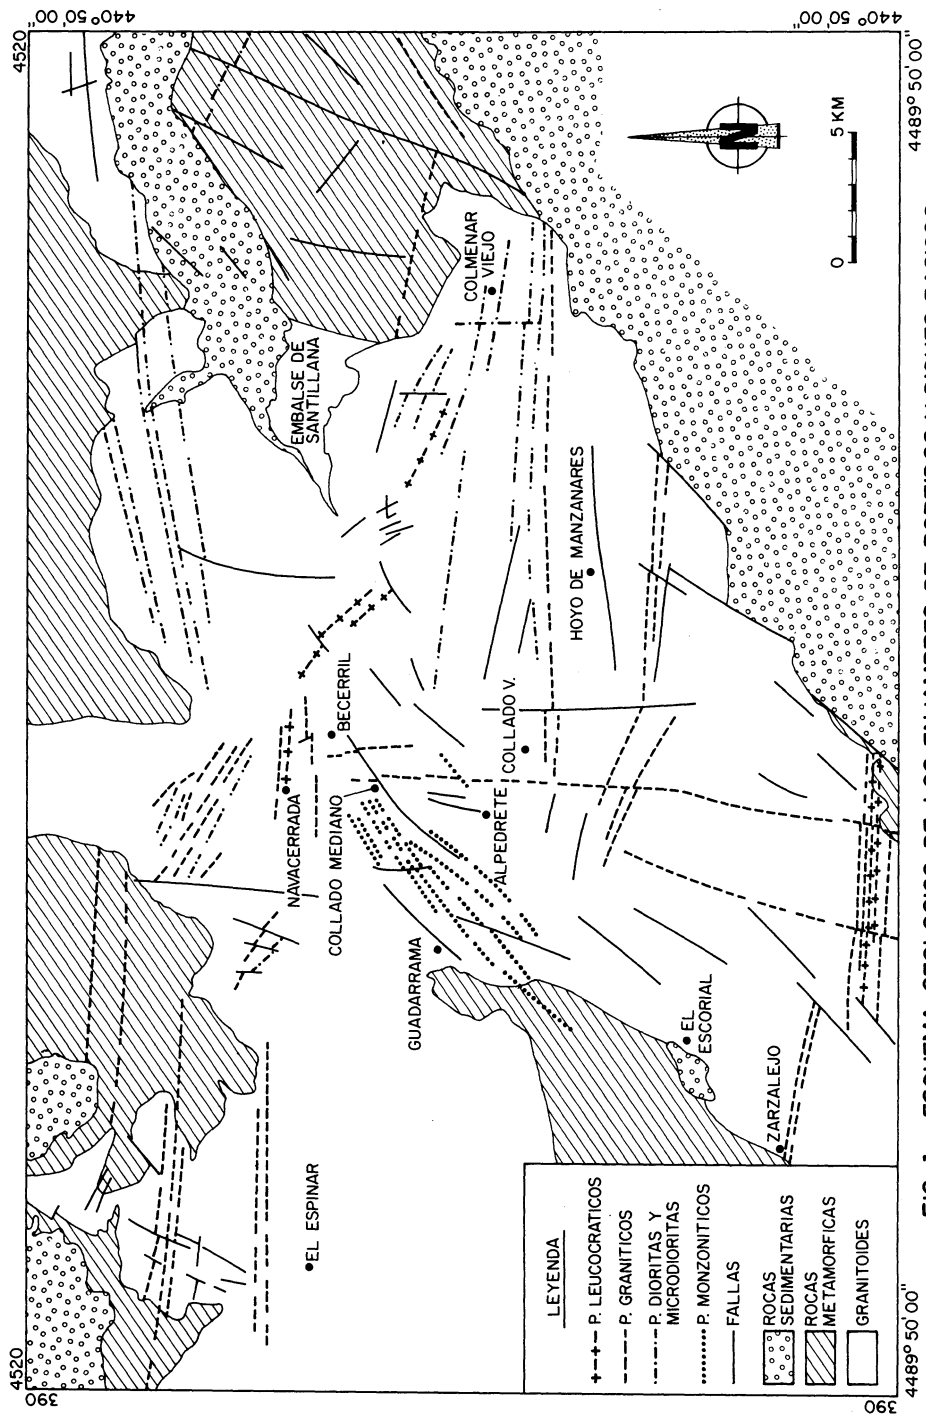 4520
4520
440° 50' 00"
390
EMBALSE DE
SANTILLANA
COLMENAR
VIEJO
NAVACERRADA
BECERRIL
COLLADO MEDIANO
HOYO DE MANZANARES
COLLADO V.
ALPEDRETE
GUADARRAMA
EL ESPINAR
EL
ESCORIAL
ZARZALEJO
N
0
5 KM
LEYENDA
P. LEUCOCRATICOS
P. GRANITICOS
P. DIORITAS Y
MICRODIORITAS
P. MONZONITICOS
FALLAS
ROCAS
SEDIMENTARIAS
ROCAS
METAMORFICAS
GRANITOIDES
390
4489° 50' 00"
4489° 50' 00"
440° 50' 00"